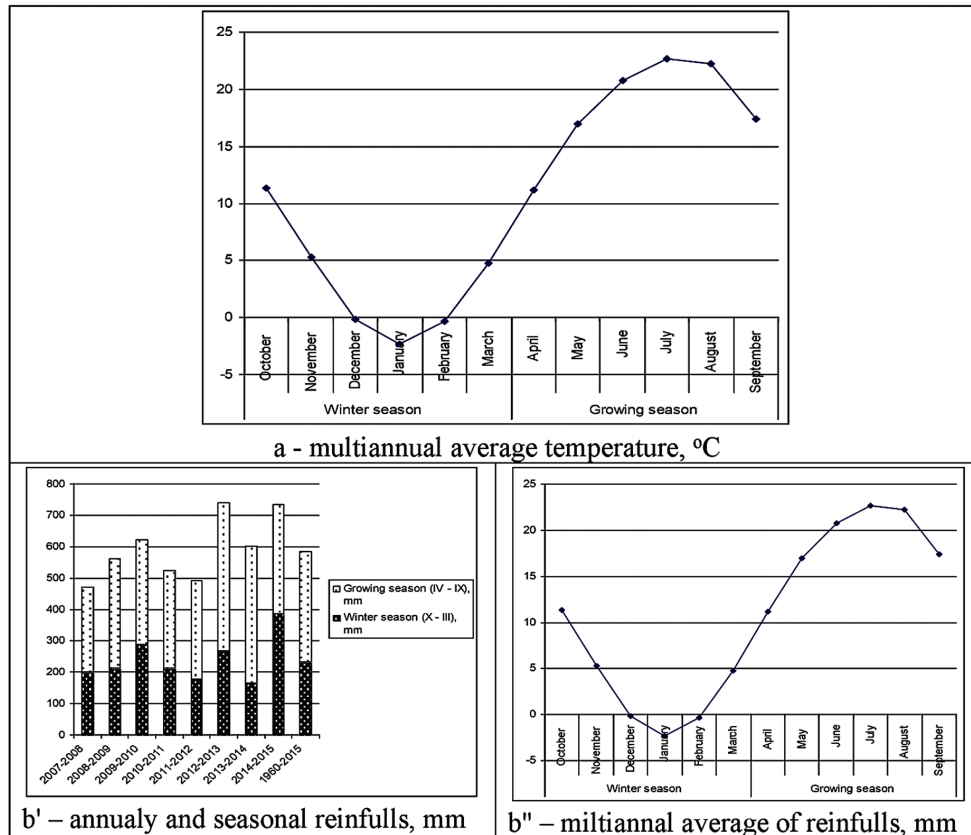 25
20
15
10
5
0
-5
October
November
December
January
February
March
April
May
June
July
August
September
Winter season
Growing season
a - multiannual average temperature, ºC
800
700
600
500
400
300
200
100
0
2007-2008
2008-2009
2009-2010
2010-2011
2011-2012
2012-2013
2013-2014
2014-2015
1960-2015
Growing season (IV - IX),
mm
Winter season (X - III),
mm
b' – annualy and seasonal reinfulls, mm
25
20
15
10
5
0
-5
October
November
December
January
February
March
April
May
June
July
August
September
Winter season
Growing season
b" – miltiannal average of reinfulls, mm